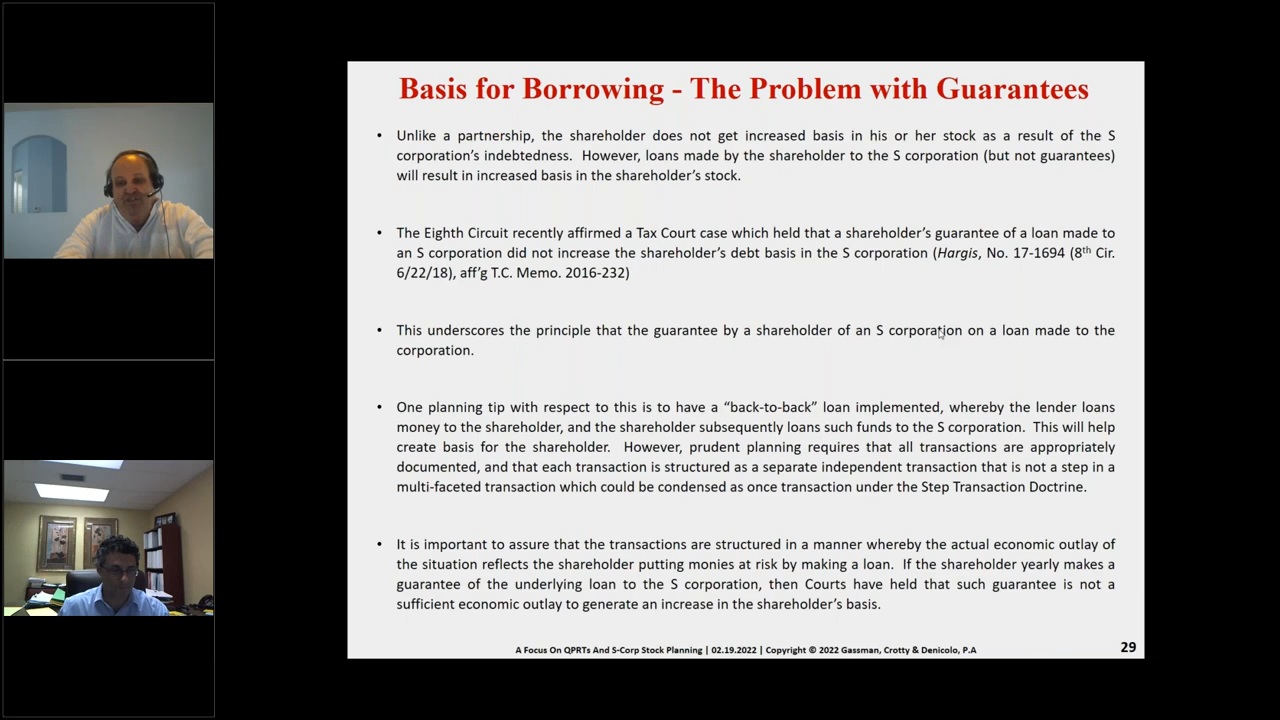 Basis for Borrowing - The Problem with Guarantees
• Unlike a partnership, the shareholder does not get increased basis in his or her stock as a result of the S
corporation's indebtedness. However, loans made by the shareholder to the S corporation (but not guarantees)
will result in increased basis in the shareholder's stock.
• The Eighth Circuit recently affirmed a Tax Court case which held that a shareholder's guarantee of a loan made to
an S corporation did not increase the shareholder's debt basis in the S corporation (Hargis, No. 17-1694 (8th Cir.
6/22/18), aff'g T.C. Memo. 2016-232)
• This underscores the principle that the guarantee by a shareholder of an S corporation on a loan made to the
corporation.
• One planning tip with respect to this is to have a “back-to-back” loan implemented, whereby the lender loans
money to the shareholder, and the shareholder subsequently loans such funds to the S corporation. This will help
create basis for the shareholder. However, prudent planning requires that all transactions are appropriately
documented, and that each transaction is structured as a separate independent transaction that is not a step in a
multi-faceted transaction which could be condensed as once transaction under the Step Transaction Doctrine.
• It is important to assure that the transactions are structured in a manner whereby the actual economic outlay of
the situation reflects the shareholder putting monies at risk by making a loan. If the shareholder yearly makes a
guarantee of the underlying loan to the S corporation, then Courts have held that such guarantee is not a
sufficient economic outlay to generate an increase in the shareholder's basis.
A Focus On QPRTs And S-Corp Stock Planning | 02.19.2022 | Copyright © 2022 Gassman, Crotty & Denicolo, P.A
29